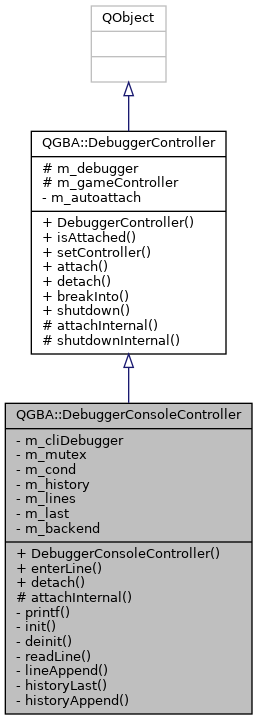 QObject
QGBA::DebuggerController
# m_debugger
# m_gameController
- m_autoattach
+ DebuggerController()
+ isAttached()
+ setController()
+ attach()
+ detach()
+ breakInto()
+ shutdown()
# attachInternal()
# shutdownInternal()
QGBA::DebuggerConsoleController
- m_cliDebugger
- m_mutex
- m_cond
- m_history
- m_lines
- m_last
- m_backend
+ DebuggerConsoleController()
+ enterLine()
+ detach()
# attachInternal()
- printf()
- init()
- deinit()
- readLine()
- lineAppend()
- historyLast()
- historyAppend()